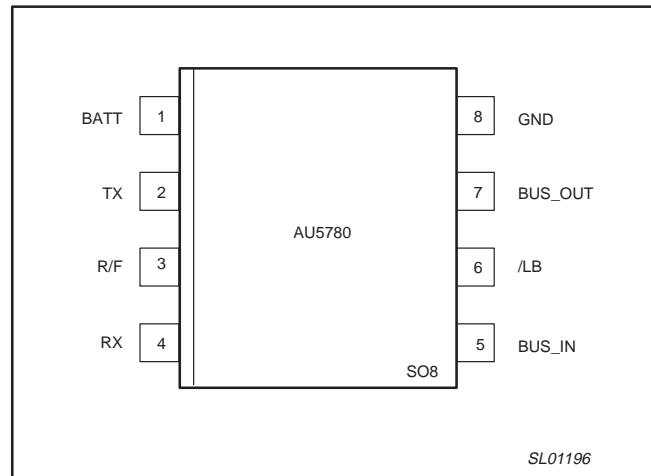 BATT 1 8 GND
TX 2 7 BUS_OUT
AU5780
R/F 3 6 /LB
RX 4 5 BUS_IN
SO8
SL01196